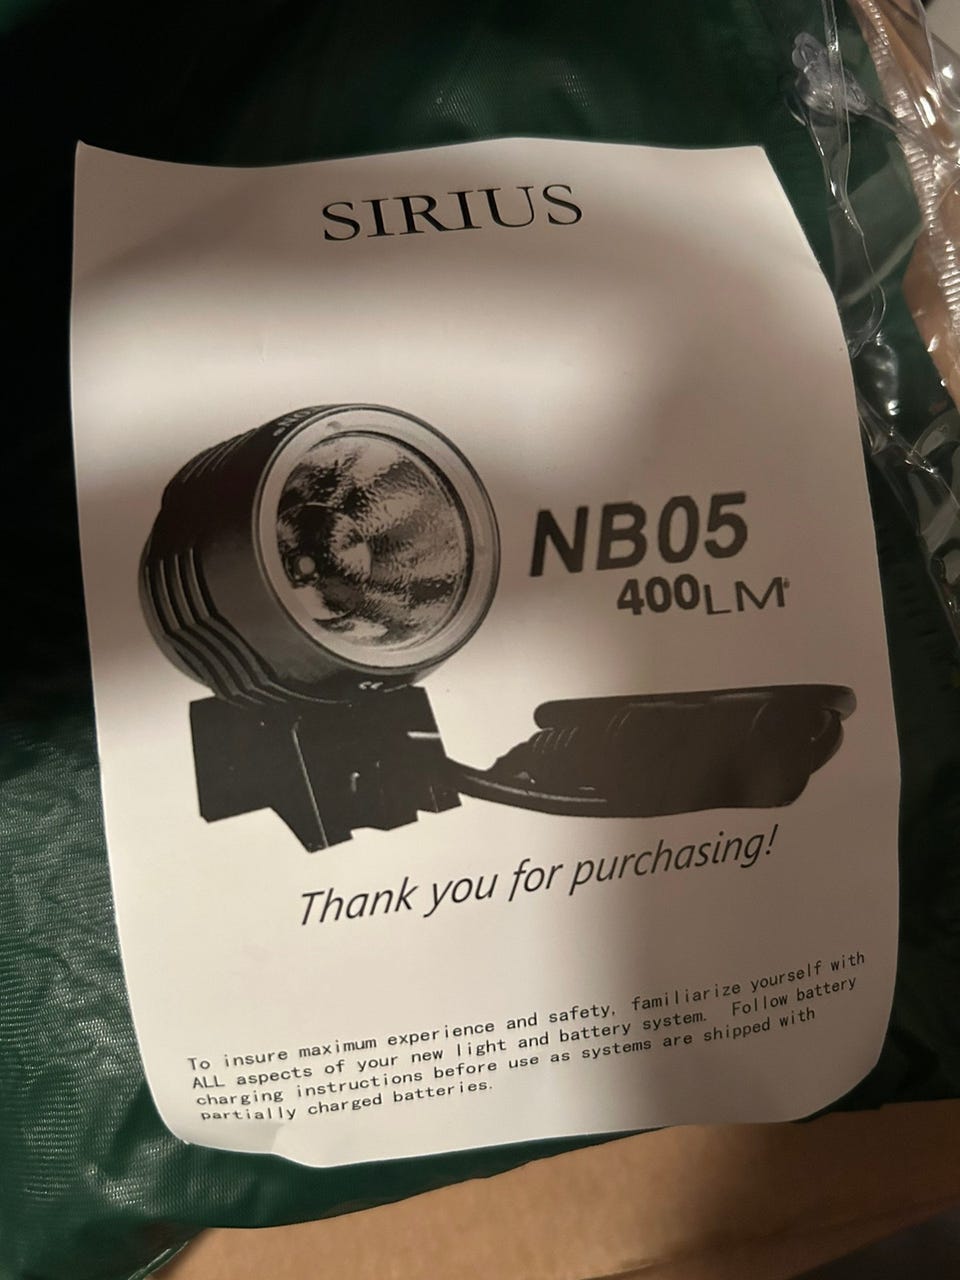 SIRIUS
NB05
400LM
Thank you for purchasing!
To insure maximum experience and safety, familiarize yourself with
ALL aspects of your new light and battery system. Follow battery
charging instructions before use as systems are shipped with
partially charged batteries.